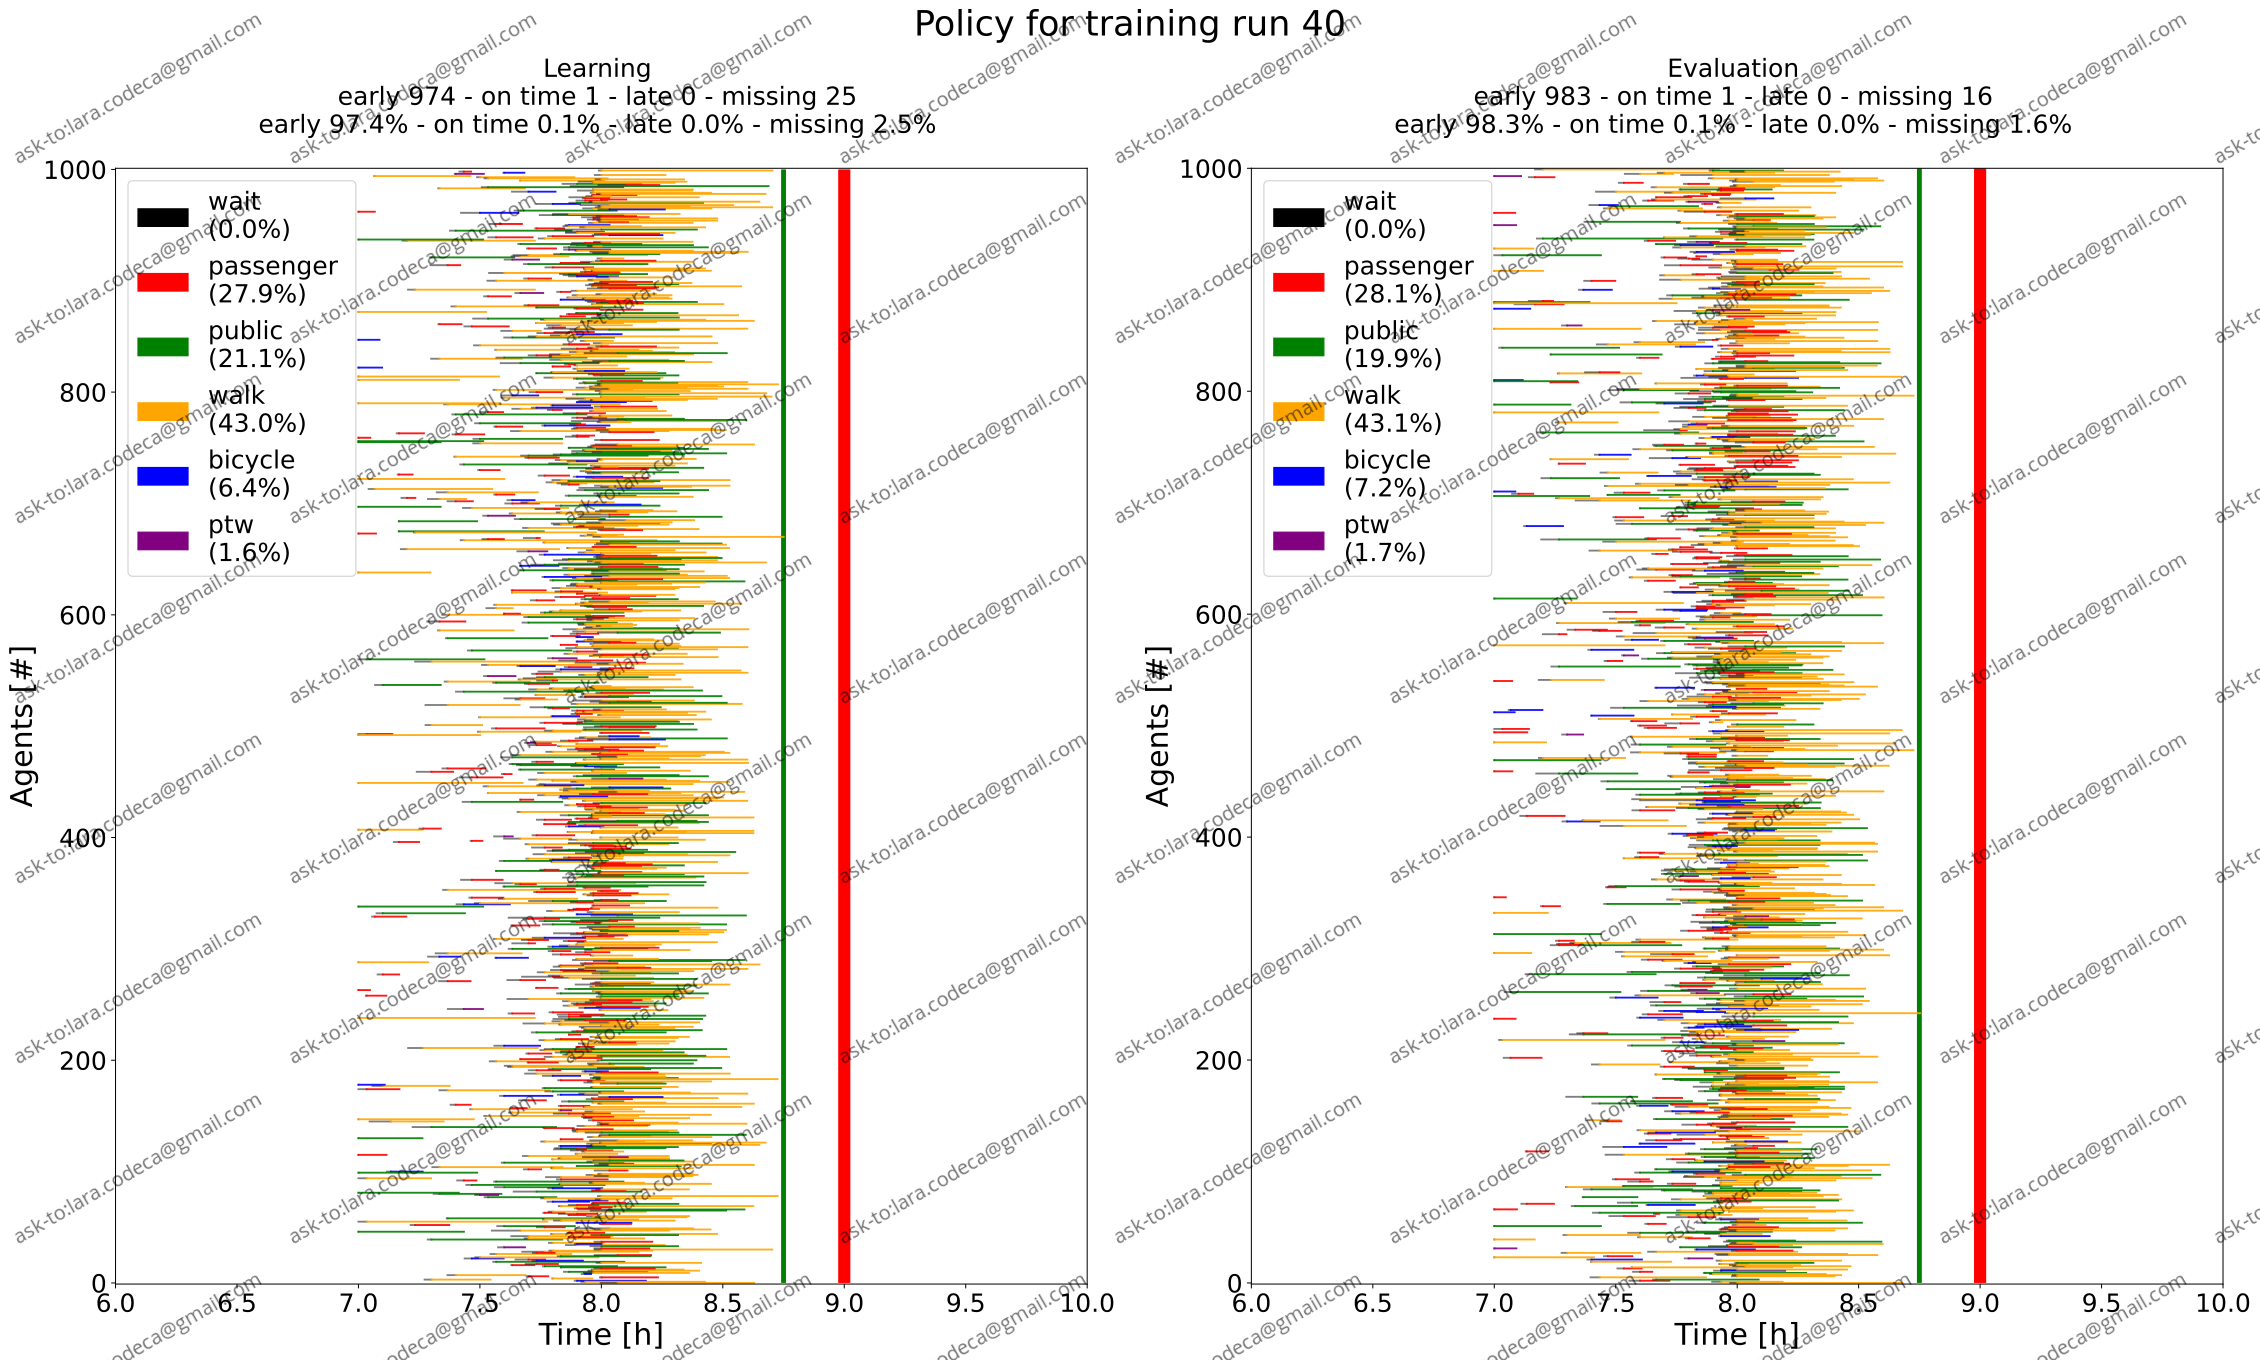 Policy for training run 40
Learning
early 974 - on time 1 - late 0 - missing 25
early 97.4% - on time 0.1% - late 0.0% - missing 2.5%
1000
800
600
400
200
0
Agents [#]
wait
(0.0%)
passenger
(27.9%)
public
(21.1%)
walk
(43.0%)
bicycle
(6.4%)
ptw
(1.6%)
6.0 6.5 7.0 7.5 8.0 8.5 9.0 9.5 10.0
Time [h]
Evaluation
early 983 - on time 1 - late 0 - missing 16
early 98.3% - on time 0.1% - late 0.0% - missing 1.6%
1000
800
600
400
200
0
Agents [#]
wait
(0.0%)
passenger
(28.1%)
public
(19.9%)
walk
(43.1%)
bicycle
(7.2%)
ptw
(1.7%)
6.0 6.5 7.0 7.5 8.0 8.5 9.0 9.5 10.0
Time [h]
ask-to:lara.codeca@gmail.com